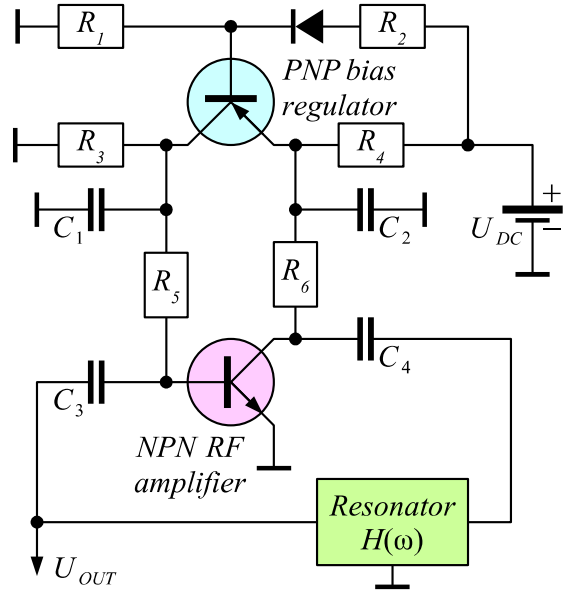 R1
R2
PNP bias
regulator
R3
R4
C1
C2
UDC
+
−
R5
R6
C3
C4
NPN RF
amplifier
Resonator
H(ω)
UOUT